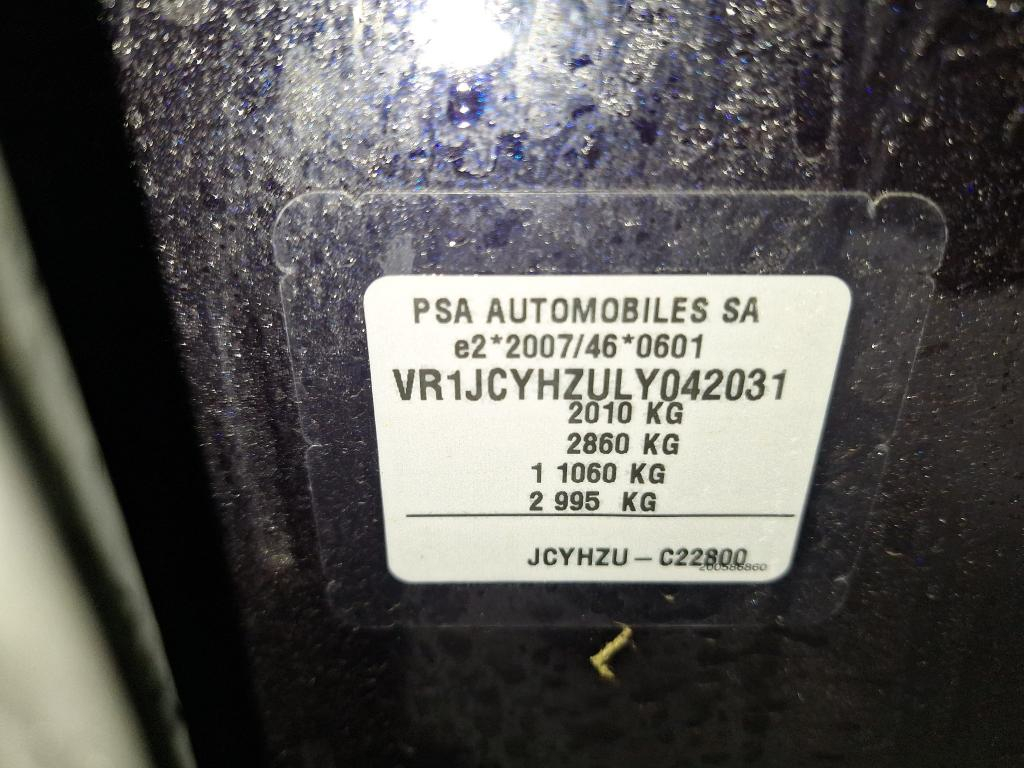 PSA AUTOMOBILES SA
e2*2007/46*0601
VR1JCYHZULY042031
2010 KG
2860 KG
1 1060 KG
2 995 KG
JCYHZU – C22800